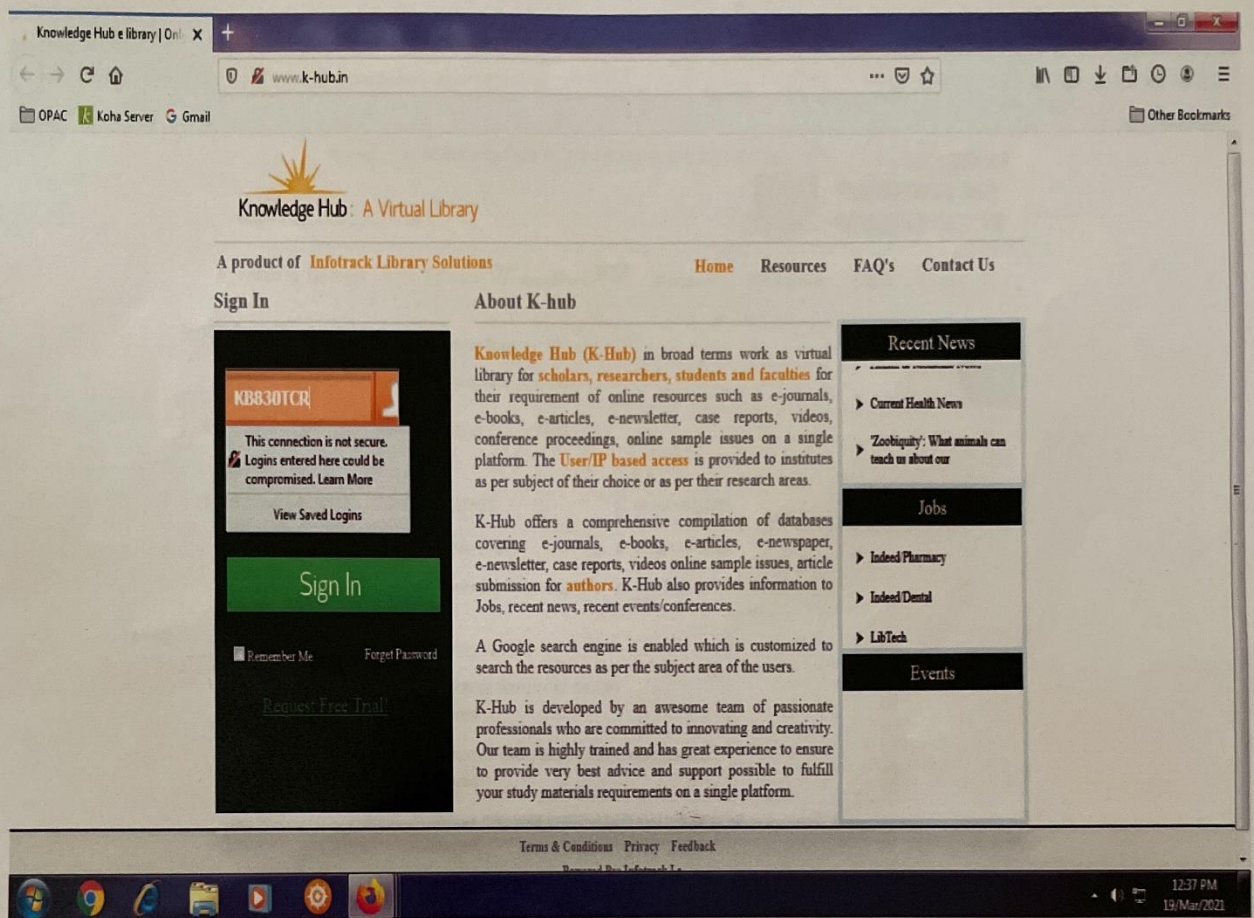 Knowledge Hub e library | Onl
www.k-hub.in
OPAC Koha Server Gmail
Other Bookmarks
Knowledge Hub : A Virtual Library
A product of Infotrack Library Solutions
Home Resources FAQ's Contact Us
Sign In
KB830TCR
This connection is not secure.
Logins entered here could be
compromised. Learn More
View Saved Logins
Sign In
Remember Me Forget Password
Request Free Trial!
About K-hub
Knowledge Hub (K-Hub) in broad terms work as virtual
library for scholars, researchers, students and faculties for
their requirement of online resources such as e-journals,
e-books, e-articles, e-newsletter, case reports, videos,
conference proceedings, online sample issues on a single
platform. The User/IP based access is provided to institutes
as per subject of their choice or as per their research areas.
K-Hub offers a comprehensive compilation of databases
covering e-journals, e-books, e-articles, e-newspaper,
e-newsletter, case reports, videos online sample issues, article
submission for authors. K-Hub also provides information to
Jobs, recent news, recent events/conferences.
A Google search engine is enabled which is customized to
search the resources as per the subject area of the users.
K-Hub is developed by an awesome team of passionate
professionals who are committed to innovating and creativity.
Our team is highly trained and has great experience to ensure
to provide very best advice and support possible to fulfill
your study materials requirements on a single platform.
Recent News
Current Health News
'Zoobiquity': What animals can
teach us about our
Jobs
Indeed/Pharmacy
Indeed/Dental
LibTech
Events
Terms & Conditions Privacy Feedback
12:37 PM
19/Mar/2021